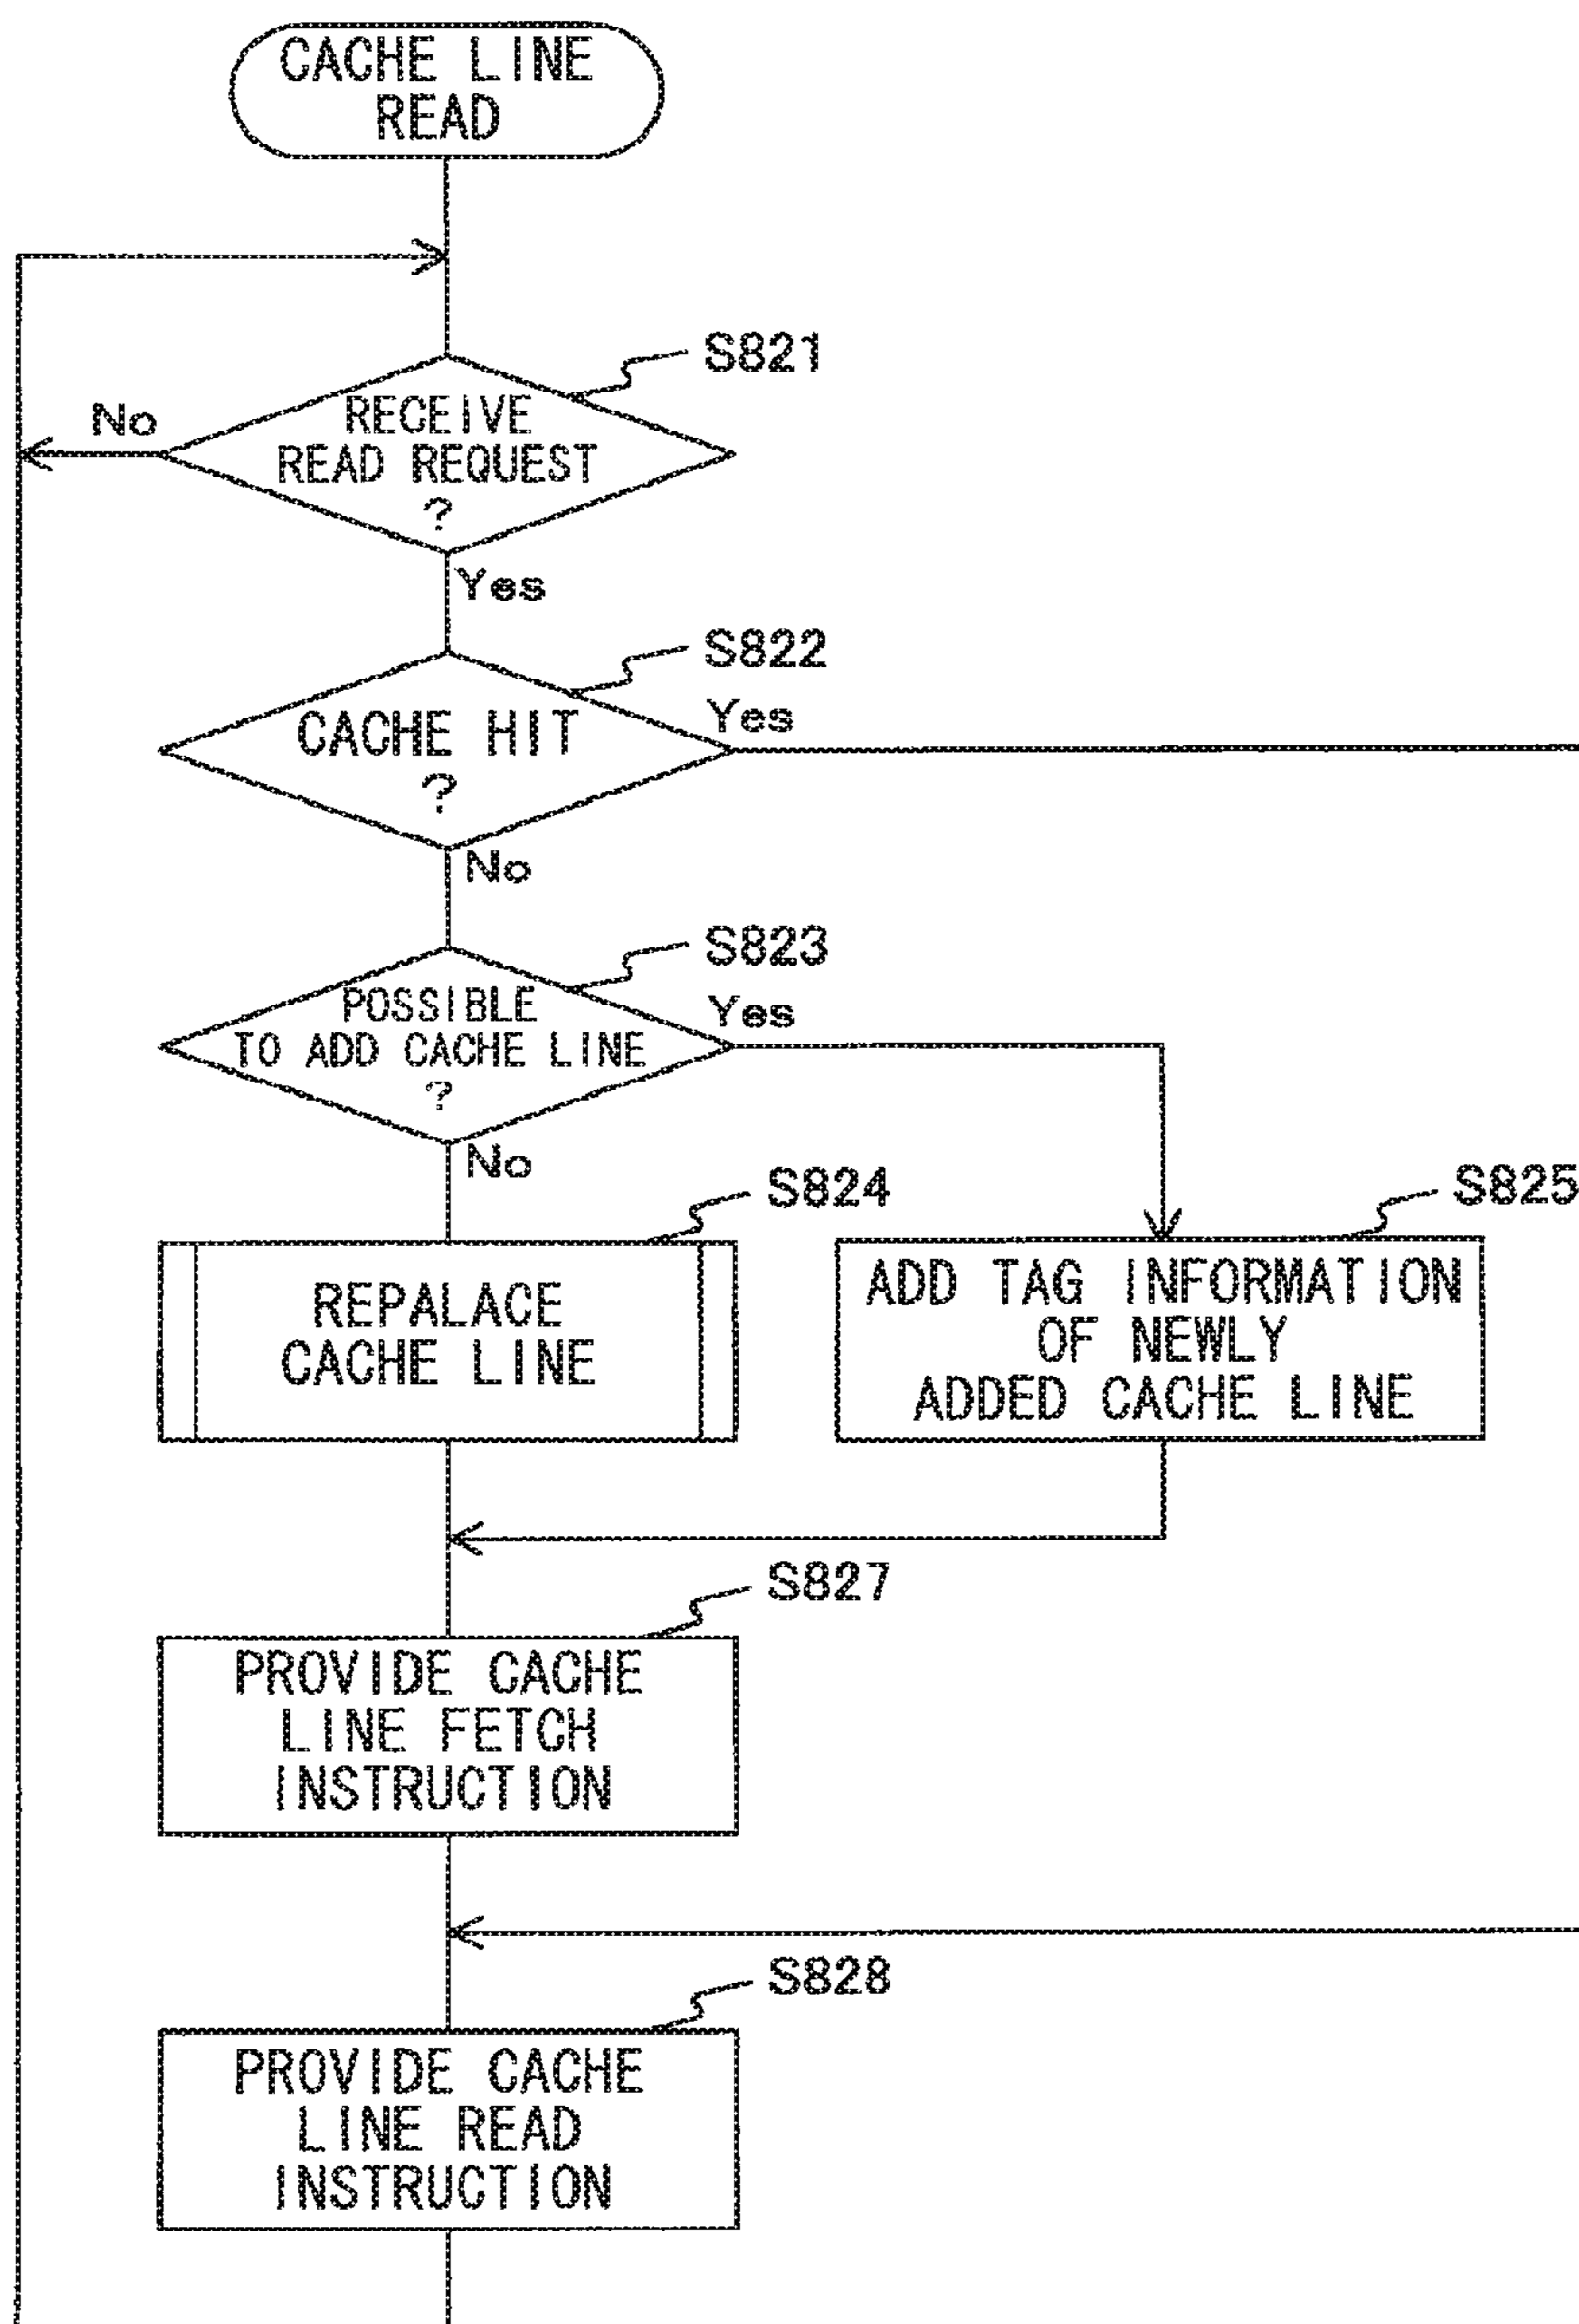 CACHE LINE
READ
S821
No
RECEIVE
READ REQUEST
?
Yes
S822
Yes
CACHE HIT
?
No
S823
Yes
POSSIBLE
TO ADD CACHE LINE
?
No
S824
REPALACE
CACHE LINE
S825
ADD TAG INFORMATION
OF NEWLY
ADDED CACHE LINE
S827
PROVIDE CACHE
LINE FETCH
INSTRUCTION
S828
PROVIDE CACHE
LINE READ
INSTRUCTION